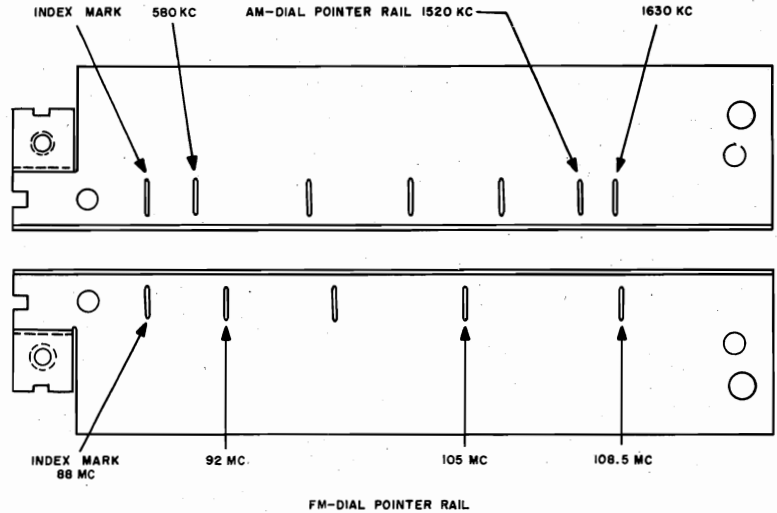 INDEX MARK 580 KC AM-DIAL POINTER RAIL 1520 KC 1630 KC
INDEX MARK
88 MC
92 MC
105 MC
108.5 MC
FM-DIAL POINTER RAIL